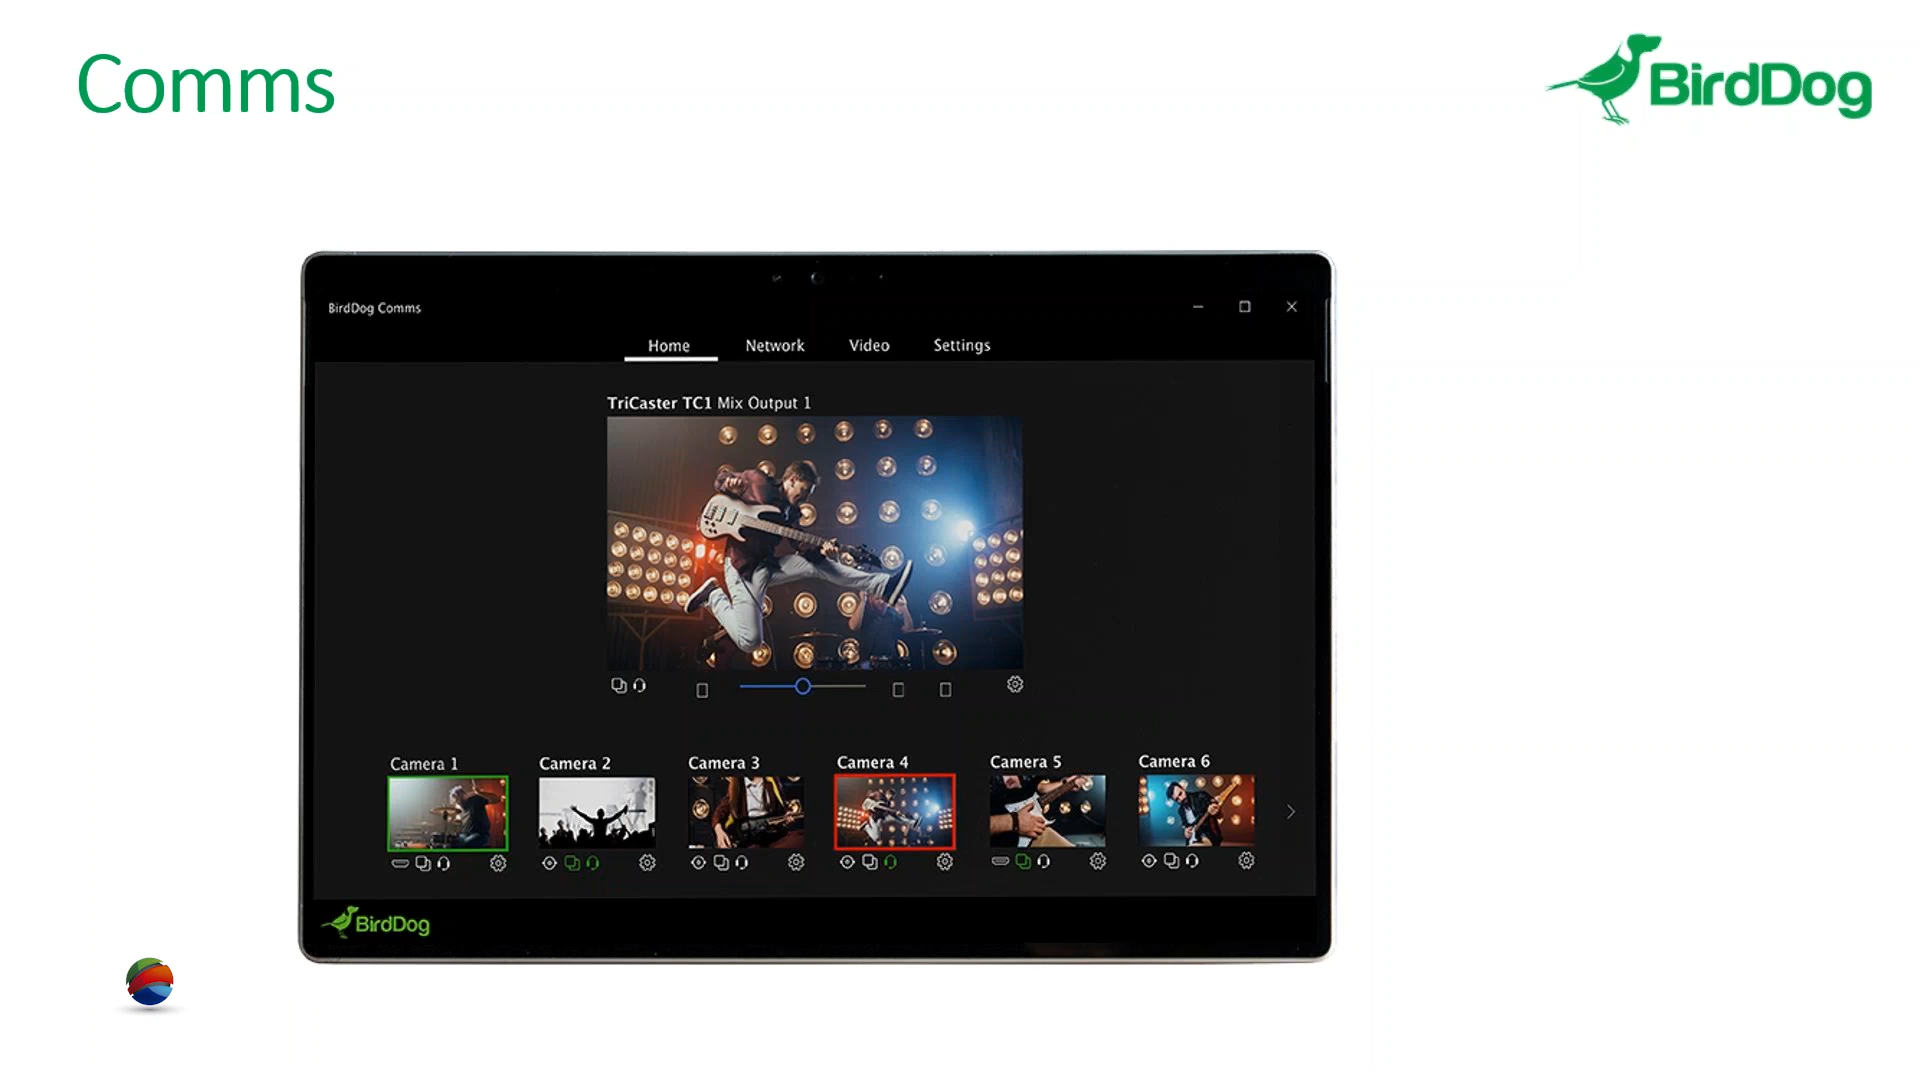 Comms
BirdDog
BirdDog Comms
Home Network Video Settings
TriCaster TC1 Mix Output 1
Camera 1 Camera 2 Camera 3 Camera 4 Camera 5 Camera 6
BirdDog